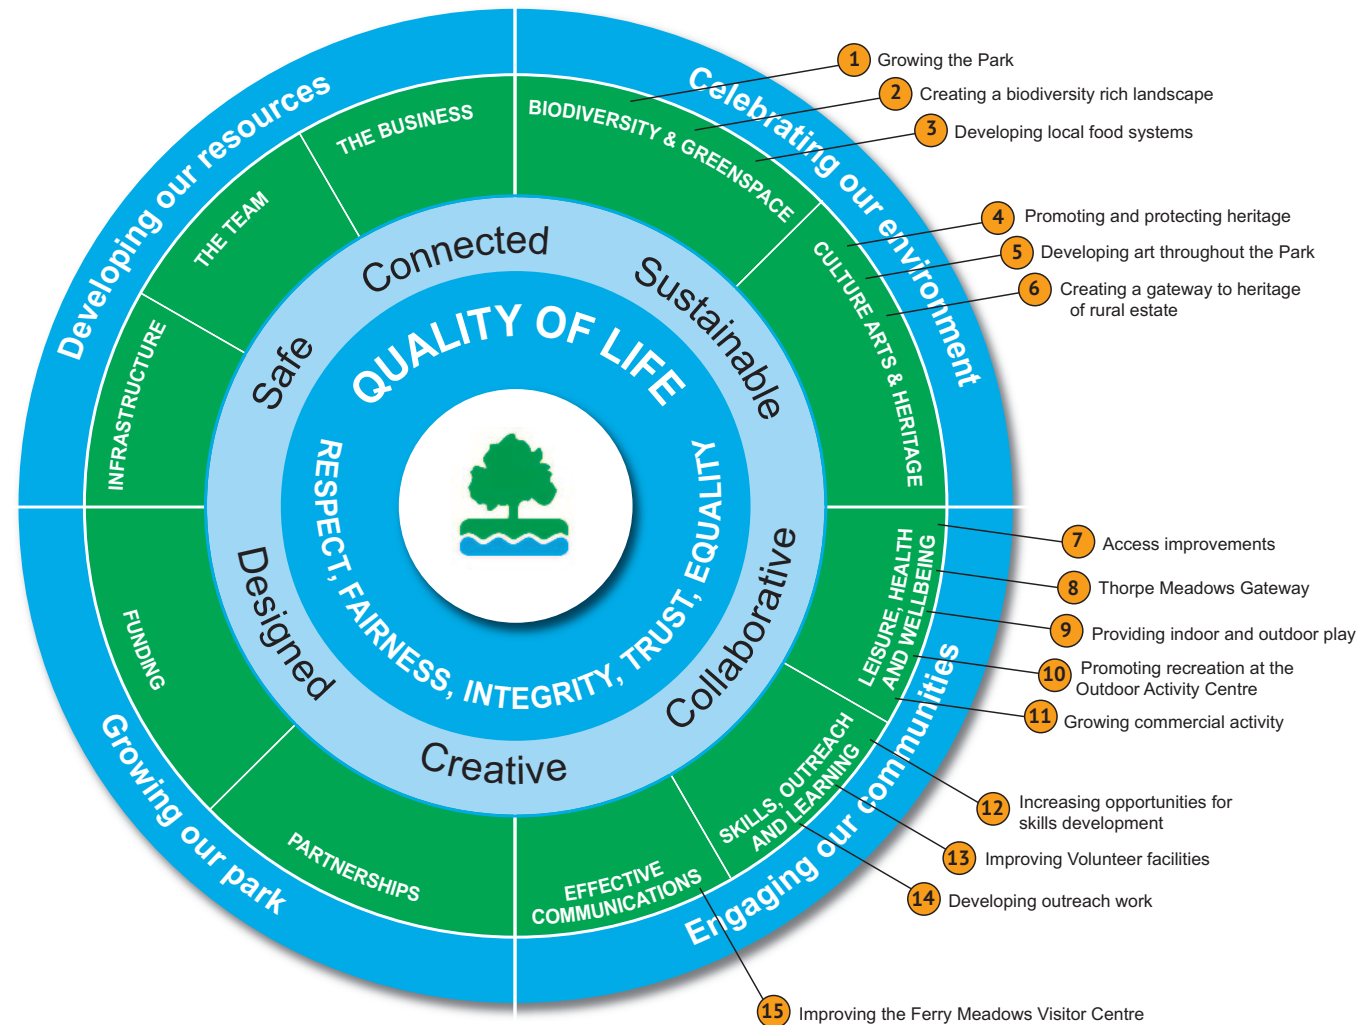 Developing our resources
Celebrating our environment
Engaging our communities
Growing our park
THE BUSINESS
THE TEAM
INFRASTRUCTURE
FUNDING
PARTNERSHIPS
BIODIVERSITY & GREENSPACE
CULTURE ARTS & HERITAGE
LEISURE, HEALTH
AND WELLBEING
SKILLS, OUTREACH
AND LEARNING
EFFECTIVE
COMMUNICATIONS
Connected
Sustainable
Collaborative
Creative
Designed
Safe
QUALITY OF LIFE
RESPECT, FAIRNESS, INTEGRITY, TRUST, EQUALITY
1 Growing the Park
2 Creating a biodiversity rich landscape
3 Developing local food systems
4 Promoting and protecting heritage
5 Developing art throughout the Park
6 Creating a gateway to heritage
of rural estate
7 Access improvements
8 Thorpe Meadows Gateway
9 Providing indoor and outdoor play
10 Promoting recreation at the
Outdoor Activity Centre
11 Growing commercial activity
12 Increasing opportunities for
skills development
13 Improving Volunteer facilities
14 Developing outreach work
15 Improving the Ferry Meadows Visitor Centre